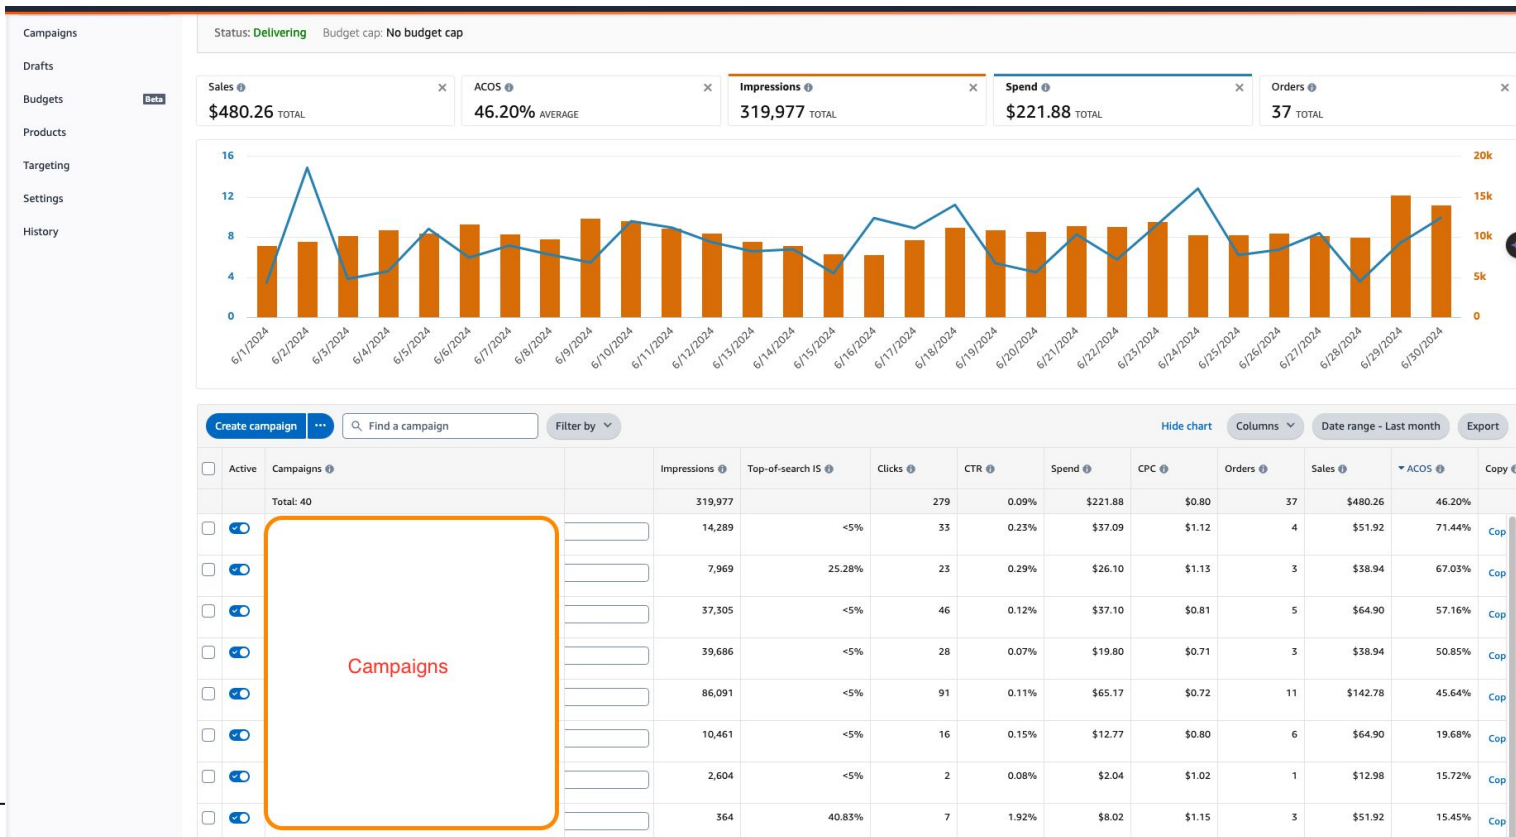 Campaigns
Drafts
Budgets Beta
Products
Targeting
Settings
History
Status: Delivering Budget cap: No budget cap
Sales ACOS Impressions Spend Orders
$480.26 TOTAL 46.20% AVERAGE 319,977 TOTAL $221.88 TOTAL 37 TOTAL
16 20k
12 15k
8 10k
4 5k
0 0
6/1/2024 6/2/2024 6/3/2024 6/4/2024 6/5/2024 6/6/2024 6/7/2024 6/8/2024 6/9/2024 6/10/2024 6/11/2024 6/12/2024 6/13/2024 6/14/2024 6/15/2024 6/16/2024 6/17/2024 6/18/2024 6/19/2024 6/20/2024 6/21/2024 6/22/2024 6/23/2024 6/24/2024 6/25/2024 6/26/2024 6/27/2024 6/28/2024 6/29/2024 6/30/2024
Create campaign ... Find a campaign Filter by Hide chart Columns Date range - Last month Export
Active Campaigns Impressions Top-of-search IS Clicks CTR Spend CPC Orders Sales ACOS Copy
Total: 40 319,977 279 0.09% $221.88 $0.80 37 $480.26 46.20%
14,289 <5% 33 0.23% $37.09 $1.12 4 $51.92 71.44% Cop
7,969 25.28% 23 0.29% $26.10 $1.13 3 $38.94 67.03% Cop
37,305 <5% 46 0.12% $37.10 $0.81 5 $64.90 57.16% Cop
39,686 <5% 28 0.07% $19.80 $0.71 3 $38.94 50.85% Cop
Campaigns
86,091 <5% 91 0.11% $65.17 $0.72 11 $142.78 45.64% Cop
10,461 <5% 16 0.15% $12.77 $0.80 6 $64.90 19.68% Cop
2,604 <5% 2 0.08% $2.04 $1.02 1 $12.98 15.72% Cop
364 40.83% 7 1.92% $8.02 $1.15 3 $51.92 15.45% Cop